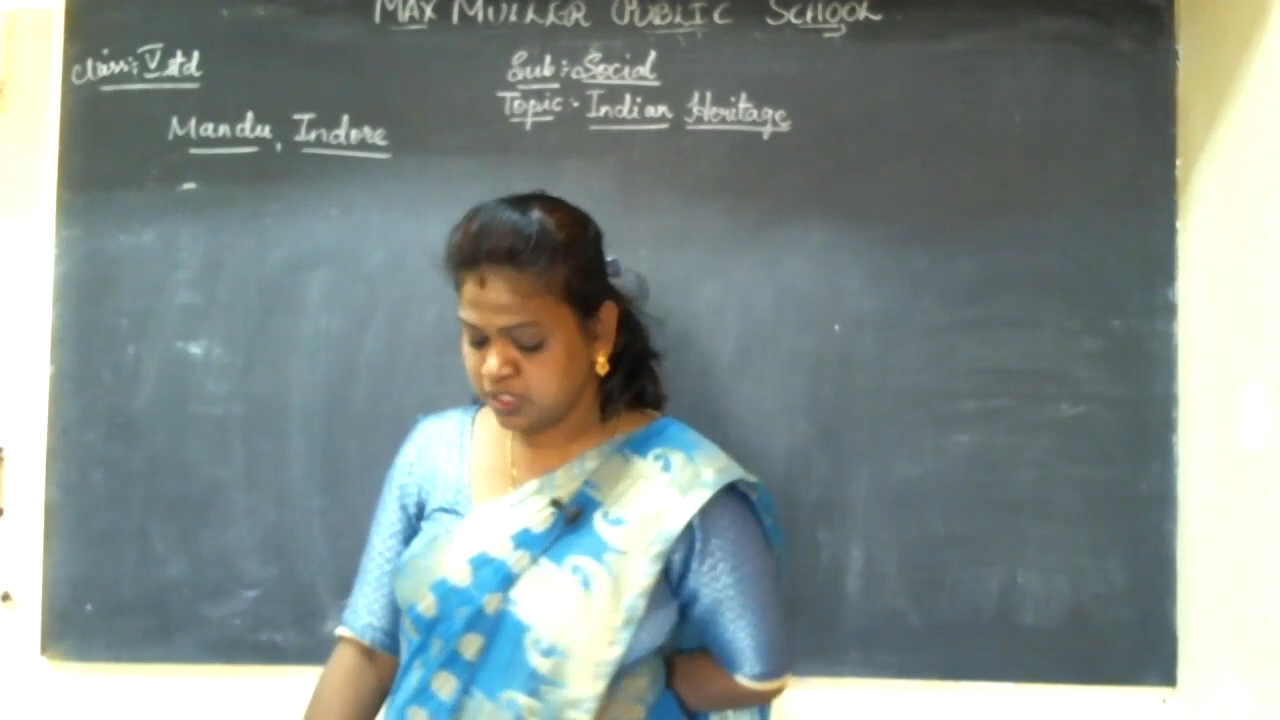 MAX MULLER PUBLIC SCHOOL
Class:- V std
Sub:- Social
Topic:- Indian Heritage
Mandu, Indore